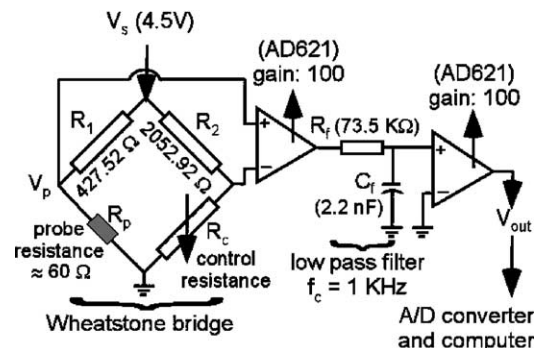 V_s (4.5V)
(AD621)
gain: 100
(AD621)
gain: 100
R_1
427.52 Ω
R_2
2052.92 Ω
+
−
R_f (73.5 KΩ)
+
−
C_f
(2.2 nF)
V_p
R_p
probe
resistance
≈ 60 Ω
R_c
control
resistance
Wheatstone bridge
low pass filter
f_c = 1 KHz
V_out
A/D converter
and computer